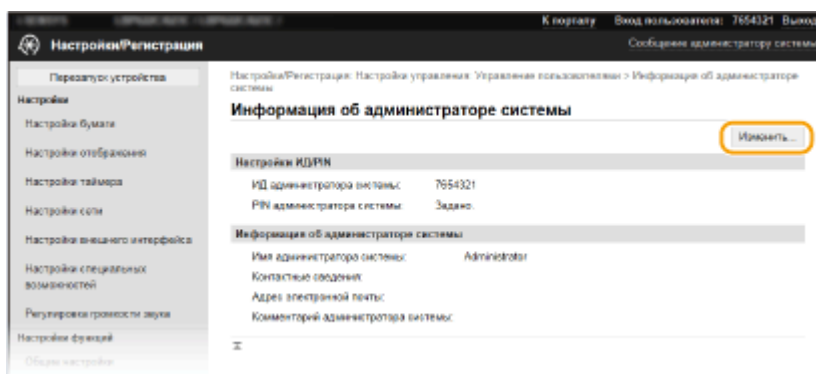 К порталу Вход пользователя: 7654321 Выход
Настройки/Регистрация Сообщение администратору системы
Перезапуск устройства
Настройка/Регистрация: Настройки управления: Управление пользователями > Информация об администраторе системы
Настройки
Информация об администраторе системы
Настройки бумаги
Изменить...
Настройки отображения
Настройки ИД/PIN
Настройки таймера
ИД администратора системы: 7654321
PIN администратора системы: Задано.
Настройки сети
Информация об администраторе системы
Настройки внешнего интерфейса
Имя администратора системы: Administrator
Настройки специальных возможностей
Контактные сведения:
Адрес электронной почты:
Регулировка громкости звука
Комментарий администратора системы:
Настройки функций
Общие настройки